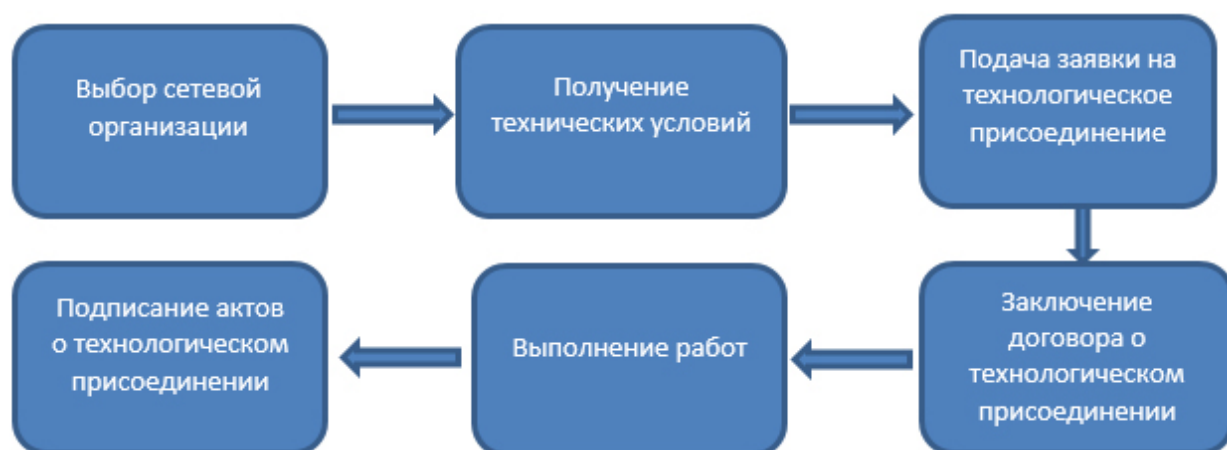 Выбор сетевой
организации
Получение
технических условий
Подача заявки на
технологическое
присоединение
Заключение
договора о
технологическом
присоединении
Выполнение работ
Подписание актов
о технологическом
присоединении